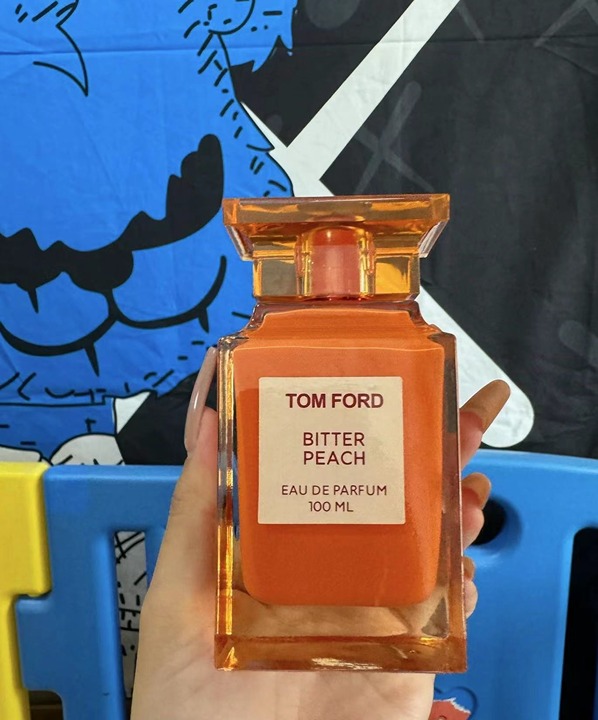 TOM FORD
BITTER
PEACH
EAU DE PARFUM
100 ML